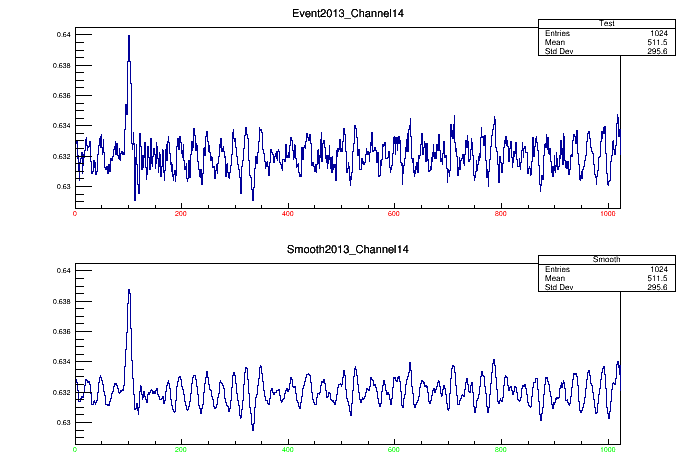 Event2013_Channel14
Test
Entries 1024
Mean 511.5
Std Dev 295.6
0.64
0.638
0.636
0.634
0.632
0.63
0 200 400 600 800 1000
Smooth2013_Channel14
Smooth
Entries 1024
Mean 511.5
Std Dev 295.6
0.64
0.638
0.636
0.634
0.632
0.63
0 200 400 600 800 1000